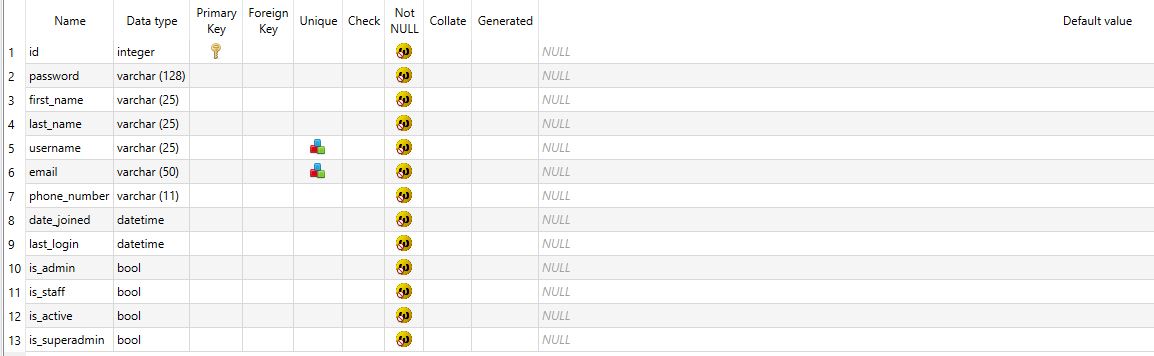 Name Data type Primary Key Foreign Key Unique Check Not NULL Collate Generated Default value
1 id integer NULL
2 password varchar (128) NULL
3 first_name varchar (25) NULL
4 last_name varchar (25) NULL
5 username varchar (25) NULL
6 email varchar (50) NULL
7 phone_number varchar (11) NULL
8 date_joined datetime NULL
9 last_login datetime NULL
10 is_admin bool NULL
11 is_staff bool NULL
12 is_active bool NULL
13 is_superadmin bool NULL